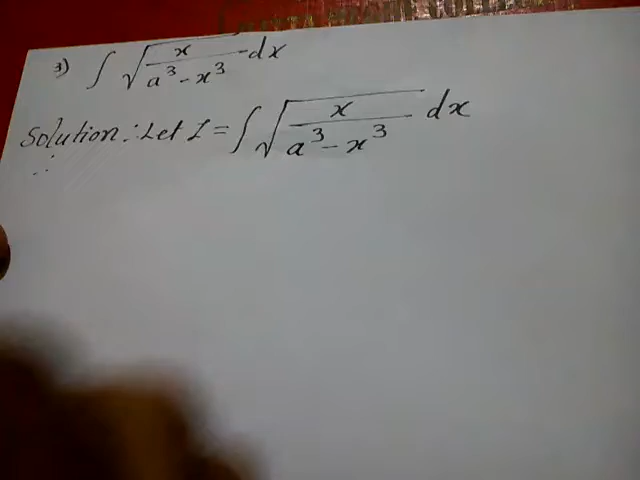 3) ∫ √(x/(a³-x³)) dx
Solution:. Let I = ∫ √(x/(a³-x³)) dx
∴